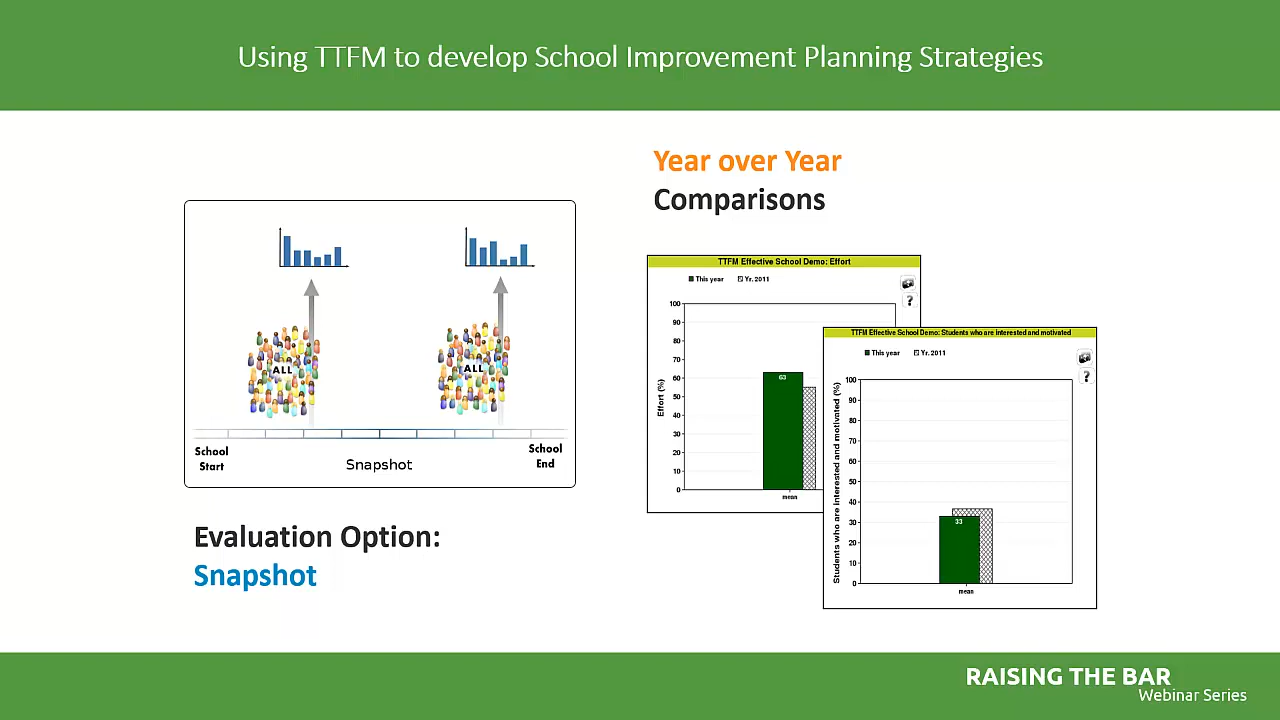 Using TTFM to develop School Improvement Planning Strategies
Year over Year
Comparisons
ALL
ALL
School
Start
Snapshot
School
End
Evaluation Option:
Snapshot
TTFM Effective School Demo: Effort
This year Yr. 2011
?
100
90
80
70
60
50
40
30
20
10
0
Effort (%)
63
mean
TTFM Effective School Demo: Students who are interested and motivated
This year Yr. 2011
?
100
90
80
70
60
50
40
30
20
10
0
Students who are interested and motivated (%)
33
mean
RAISING THE BAR
Webinar Series